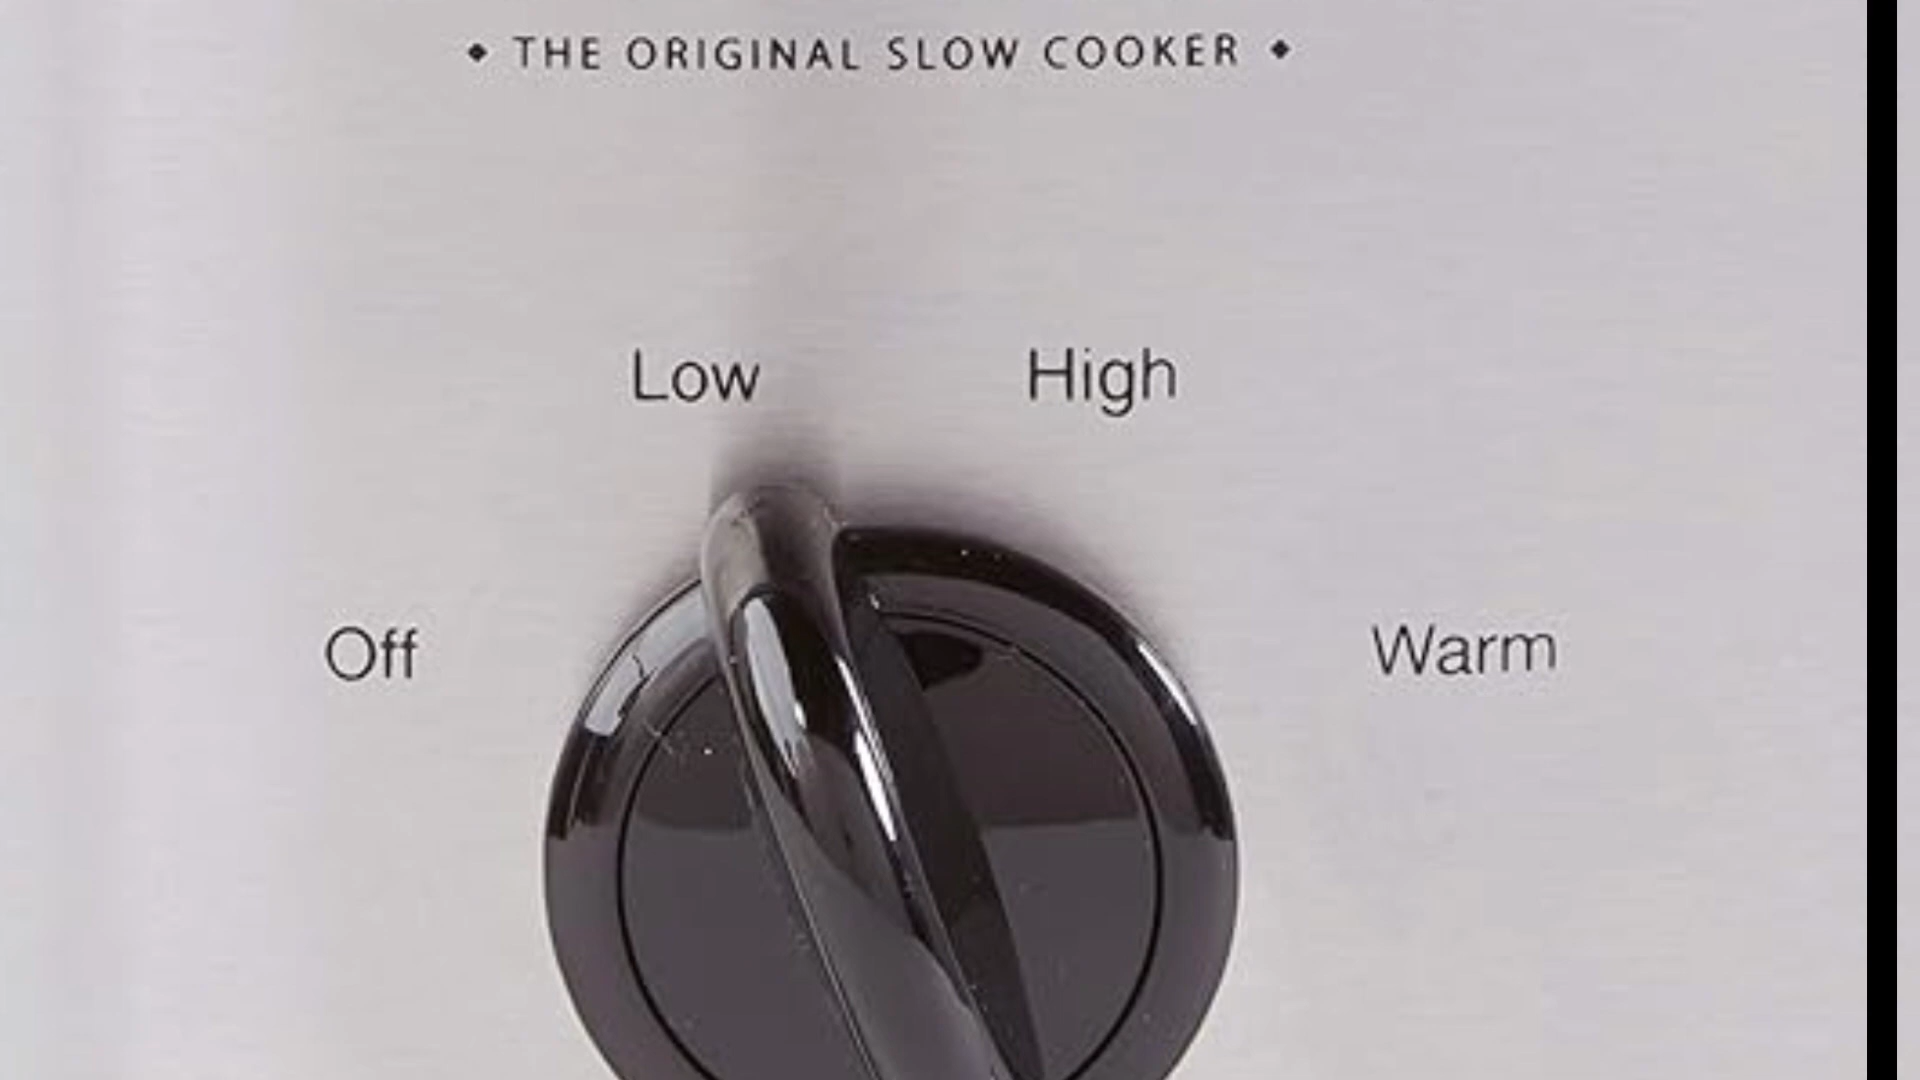 ◆ THE ORIGINAL SLOW COOKER ◆
Low High
Off Warm